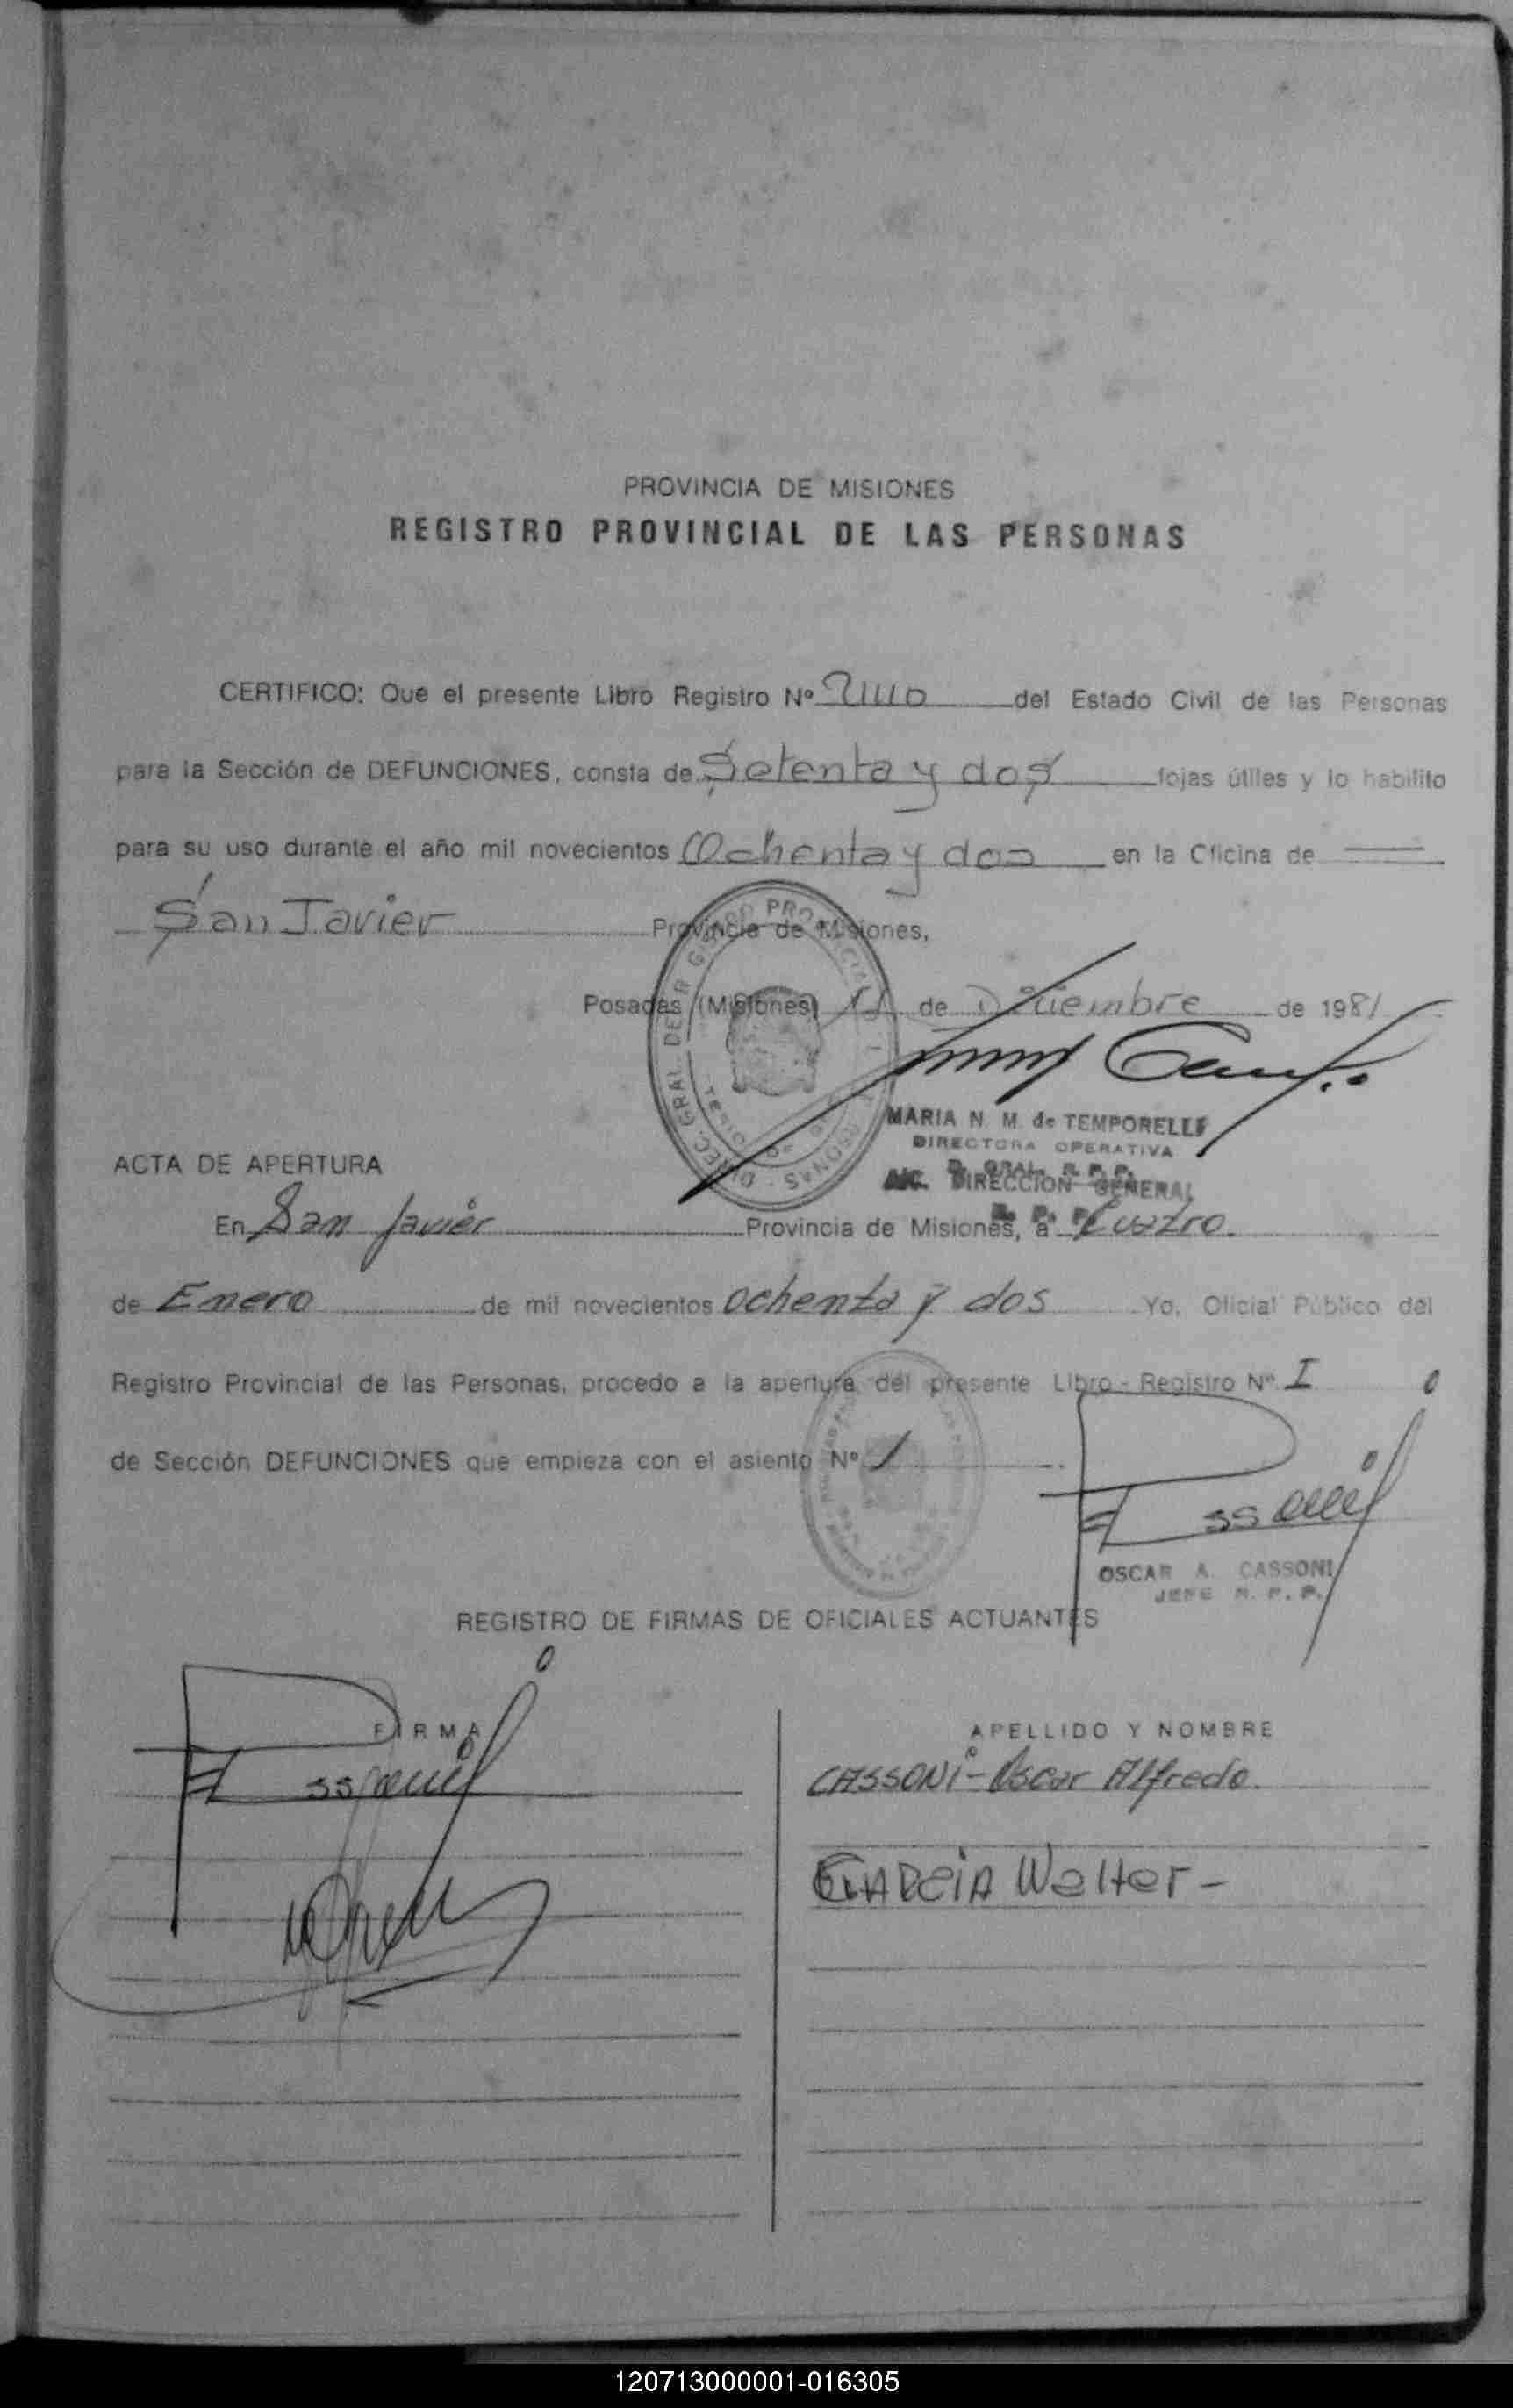 PROVINCIA DE MISIONES
REGISTRO PROVINCIAL DE LAS PERSONAS
CERTIFICO: Que el presente Libro Registro Nº del Estado Civil de las Personas
para la Sección de DEFUNCIONES, consta de Setenta y dos fojas útiles y lo habilito
para su uso durante el año mil novecientos Ochenta y dos en la Oficina de
San Javier Provincia de Misiones,
Posadas (Misiones) 11 de Diciembre de 1981
MARIA N. M. de TEMPORELLI
DIRECTORA OPERATIVA
D. GRAL. R. P. P.
A/C. DIRECCION GENERAL
R. P. P.
ACTA DE APERTURA
En San Javier Provincia de Misiones, a Cuatro
de Enero de mil novecientos ochenta y dos Yo, Oficial Público del
Registro Provincial de las Personas, procedo a la apertura del presente Libro - Registro Nº I
de Sección DEFUNCIONES que empieza con el asiento Nº 1
OSCAR A. CASSONI
JEFE R. P. P.
REGISTRO DE FIRMAS DE OFICIALES ACTUANTES
FIRMA
APELLIDO Y NOMBRE
CASSONi - Oscar Alfredo.
GARCIA Walter -
120713000001-016305